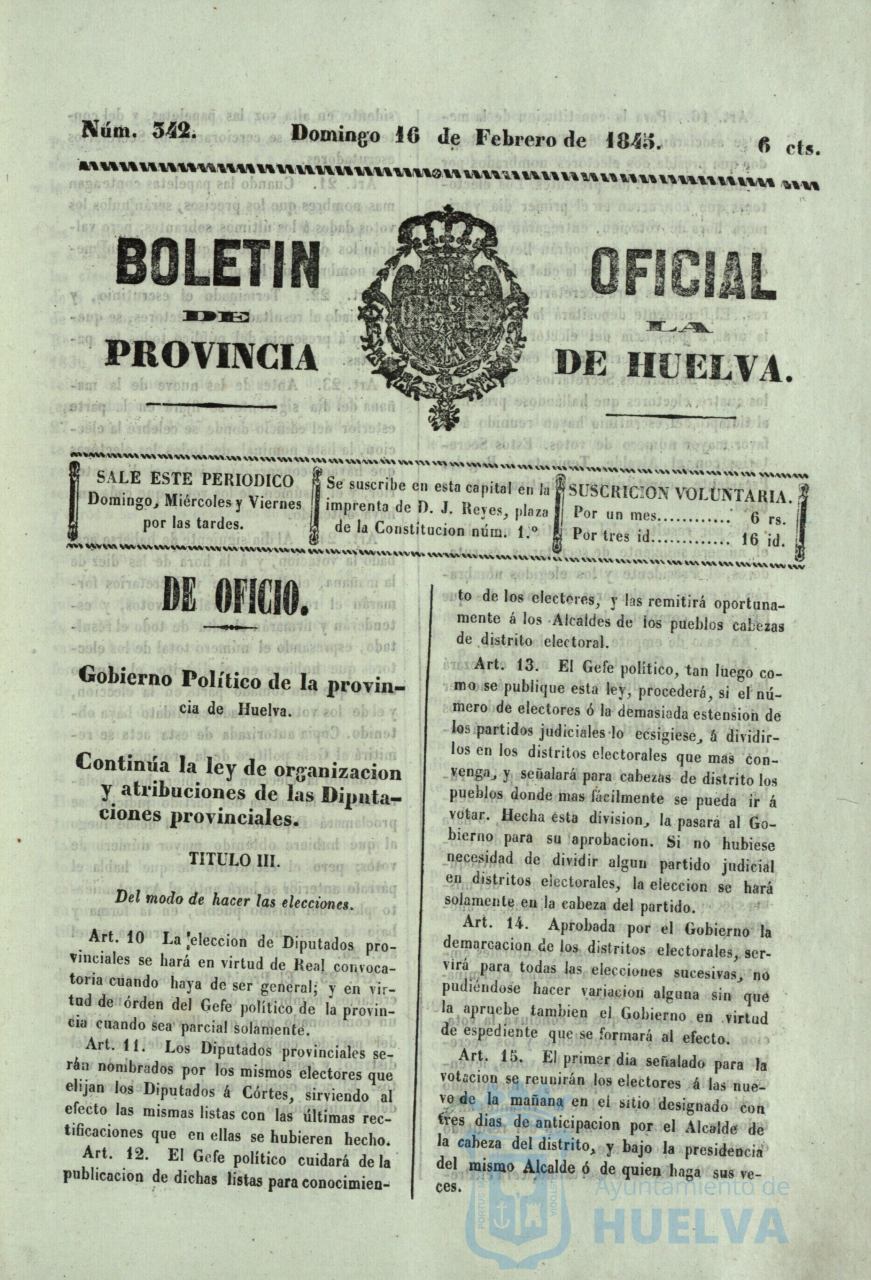 Núm. 342.
Domingo 16 de Febrero de 1845.
6 cts.
BOLETIN OFICIAL
DE LA
PROVINCIA DE HUELVA.
SALE ESTE PERIODICO
Domingo, Miércoles y Viernes
por las tardes.
Se suscribe en esta capital en la
imprenta de D. J. Reyes, plaza
de la Constitucion núm. 1.º
SUSCRICION VOLUNTARIA.
Por un mes............ 6 rs.
Por tres id............ 16 id.
DE OFICIO.
Gobierno Político de la provin-
cia de Huelva.
Continúa la ley de organizacion
y atribuciones de las Diputa-
ciones provinciales.
TITULO III.
Del modo de hacer las elecciones.
Art. 10 La eleccion de Diputados pro-
vinciales se hará en virtud de Real convoca-
toria cuando haya de ser general; y en vir-
tud de órden del Gefe político de la provin-
cia cuando sea parcial solamente.
Art. 11. Los Diputados provinciales se-
rán nombrados por los mismos electores que
elijan los Diputados á Córtes, sirviendo al
efecto las mismas listas con las últimas rec-
tificaciones que en ellas se hubieren hecho.
Art. 12. El Gefe político cuidará de la
publicacion de dichas listas para conocimien-
to de los electores, y las remitirá oportuna-
mente á los Alcaldes de los pueblos cabezas
de distrito electoral.
Art. 13. El Gefe político, tan luego co-
mo se publique esta ley, procederá, si el nú-
mero de electores ó la demasiada estension de
los partidos judiciales lo ecsigiese, á dividir-
los en los distritos electorales que mas con-
venga, y señalará para cabezas de distrito los
pueblos donde mas fácilmente se pueda ir á
votar. Hecha esta division, la pasará al Go-
bierno para su aprobacion. Si no hubiese
necesidad de dividir algun partido judicial
en distritos electorales, la eleccion se hará
solamente en la cabeza del partido.
Art. 14. Aprobada por el Gobierno la
demarcacion de los distritos electorales, ser-
virá para todas las elecciones sucesivas, no
pudiéndose hacer variacion alguna sin que
la apruebe tambien el Gobierno en virtud
de espediente que se formará al efecto.
Art. 15. El primer dia señalado para la
votacion se reunirán los electores á las nue-
ve de la mañana en el sitio designado con
tres dias de anticipacion por el Alcalde de
la cabeza del distrito, y bajo la presidencia
del mismo Alcalde ó de quien haga sus ve-
ces.
Ayuntamiento de
HUELVA